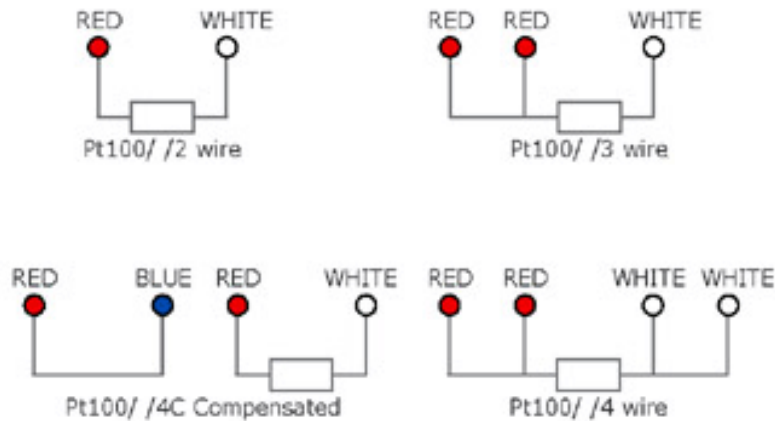 RED WHITE RED RED WHITE
Pt100/ /2 wire Pt100/ /3 wire
RED BLUE RED WHITE RED RED WHITE WHITE
Pt100/ /4C Compensated Pt100/ /4 wire